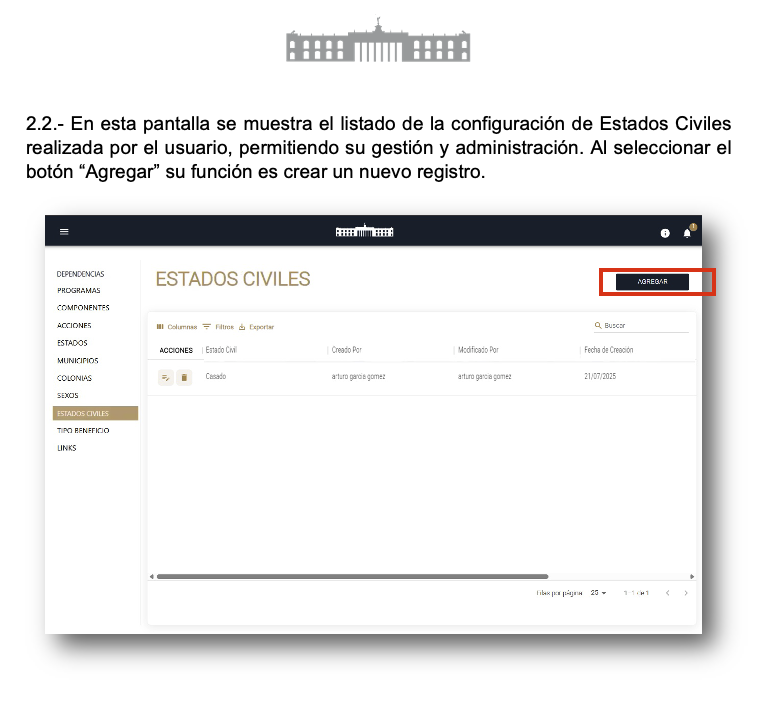 2.2.- En esta pantalla se muestra el listado de la configuración de Estados Civiles
realizada por el usuario, permitiendo su gestión y administración. Al seleccionar el
botón “Agregar” su función es crear un nuevo registro.
1
DEPENDENCIAS
PROGRAMAS
COMPONENTES
ACCIONES
ESTADOS
MUNICIPIOS
COLONIAS
SEXOS
ESTADOS CIVILES
TIPO BENEFICIO
LINKS
ESTADOS CIVILES
AGREGAR
Columnas Filtros Exportar
Buscar
ACCIONES Estado Civil Creado Por Modificado Por Fecha de Creación
Casado arturo garcia gomez arturo garcia gomez 21/07/2025
Filas por página 25 1-1 de 1